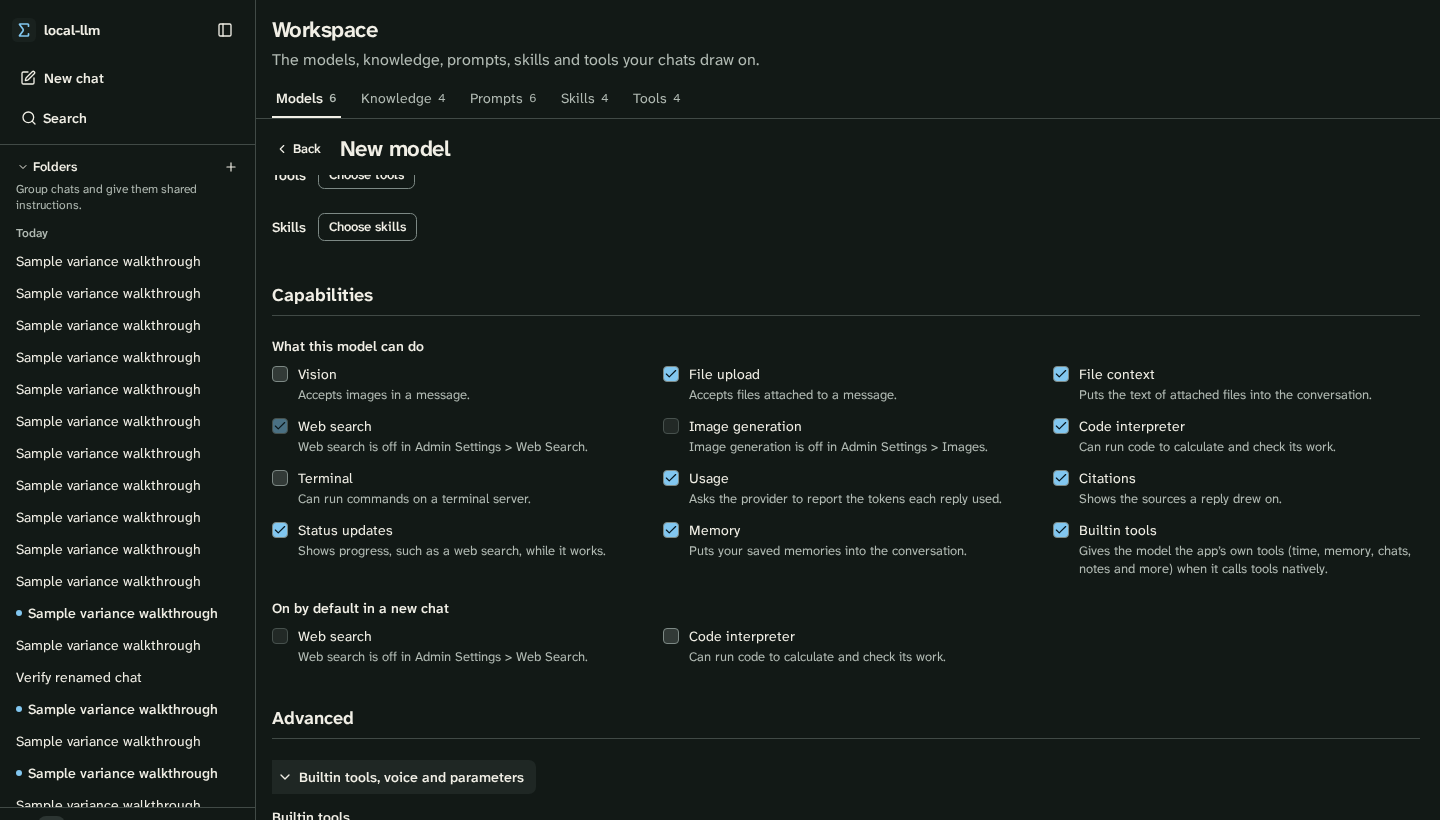 local-llm
New chat
Search
Folders
Group chats and give them shared
instructions.
Today
Sample variance walkthrough
Sample variance walkthrough
Sample variance walkthrough
Sample variance walkthrough
Sample variance walkthrough
Sample variance walkthrough
Sample variance walkthrough
Sample variance walkthrough
Sample variance walkthrough
Sample variance walkthrough
Sample variance walkthrough
Sample variance walkthrough
Sample variance walkthrough
Verify renamed chat
Sample variance walkthrough
Sample variance walkthrough
Sample variance walkthrough
Sample variance walkthrough
Workspace
The models, knowledge, prompts, skills and tools your chats draw on.
Models 6 Knowledge 4 Prompts 6 Skills 4 Tools 4
Back New model
Tools Choose tools
Skills Choose skills
Capabilities
What this model can do
Vision
Accepts images in a message.
File upload
Accepts files attached to a message.
File context
Puts the text of attached files into the conversation.
Web search
Web search is off in Admin Settings > Web Search.
Image generation
Image generation is off in Admin Settings > Images.
Code interpreter
Can run code to calculate and check its work.
Terminal
Can run commands on a terminal server.
Usage
Asks the provider to report the tokens each reply used.
Citations
Shows the sources a reply drew on.
Status updates
Shows progress, such as a web search, while it works.
Memory
Puts your saved memories into the conversation.
Builtin tools
Gives the model the app's own tools (time, memory, chats,
notes and more) when it calls tools natively.
On by default in a new chat
Web search
Web search is off in Admin Settings > Web Search.
Code interpreter
Can run code to calculate and check its work.
Advanced
Builtin tools, voice and parameters
Builtin tools